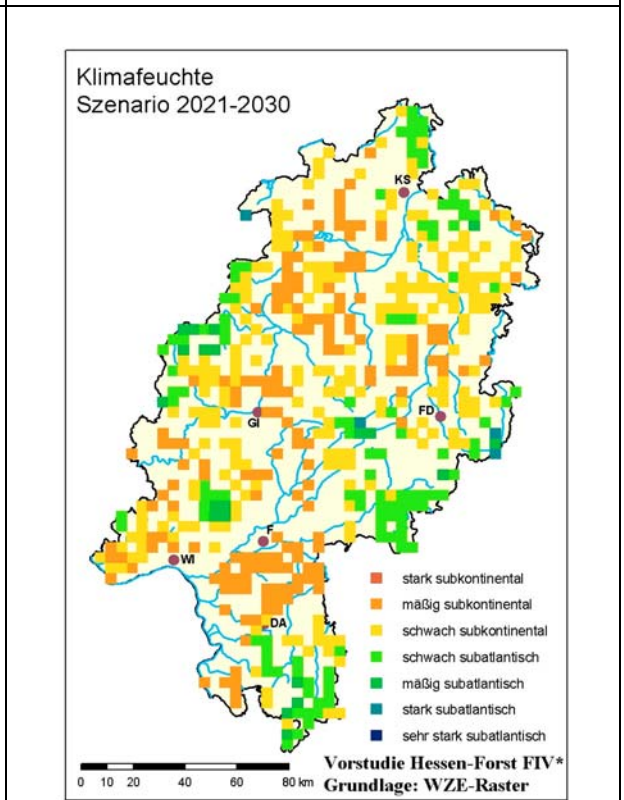 Klimafeuchte
Szenario 2021-2030
KS
GI
FD
F
WI
DA
stark subkontinental
mäßig subkontinental
schwach subkontinental
schwach subatlantisch
mäßig subatlantisch
stark subatlantisch
sehr stark subatlantisch
Vorstudie Hessen-Forst FIV*
0 10 20 40 60 80 km
Grundlage: WZE-Raster